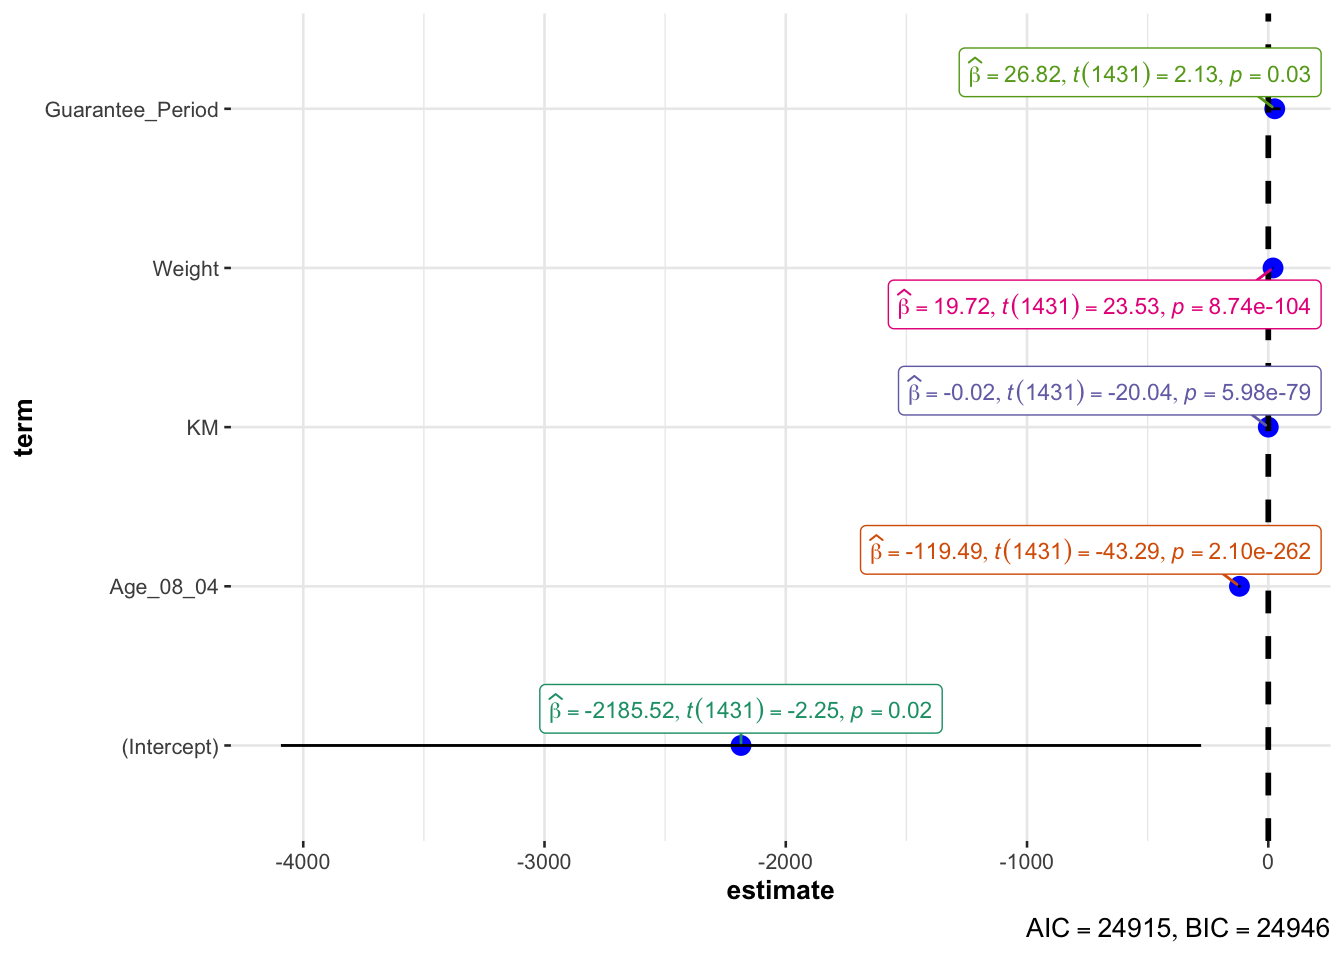 β̂ = 26.82, t(1431) = 2.13, p = 0.03
Guarantee_Period
Weight
β̂ = 19.72, t(1431) = 23.53, p = 8.74e-104
β̂ = -0.02, t(1431) = -20.04, p = 5.98e-79
term
KM
β̂ = -119.49, t(1431) = -43.29, p = 2.10e-262
Age_08_04
β̂ = -2185.52, t(1431) = -2.25, p = 0.02
(Intercept)
-4000 -3000 -2000 -1000 0
estimate
AIC = 24915, BIC = 24946